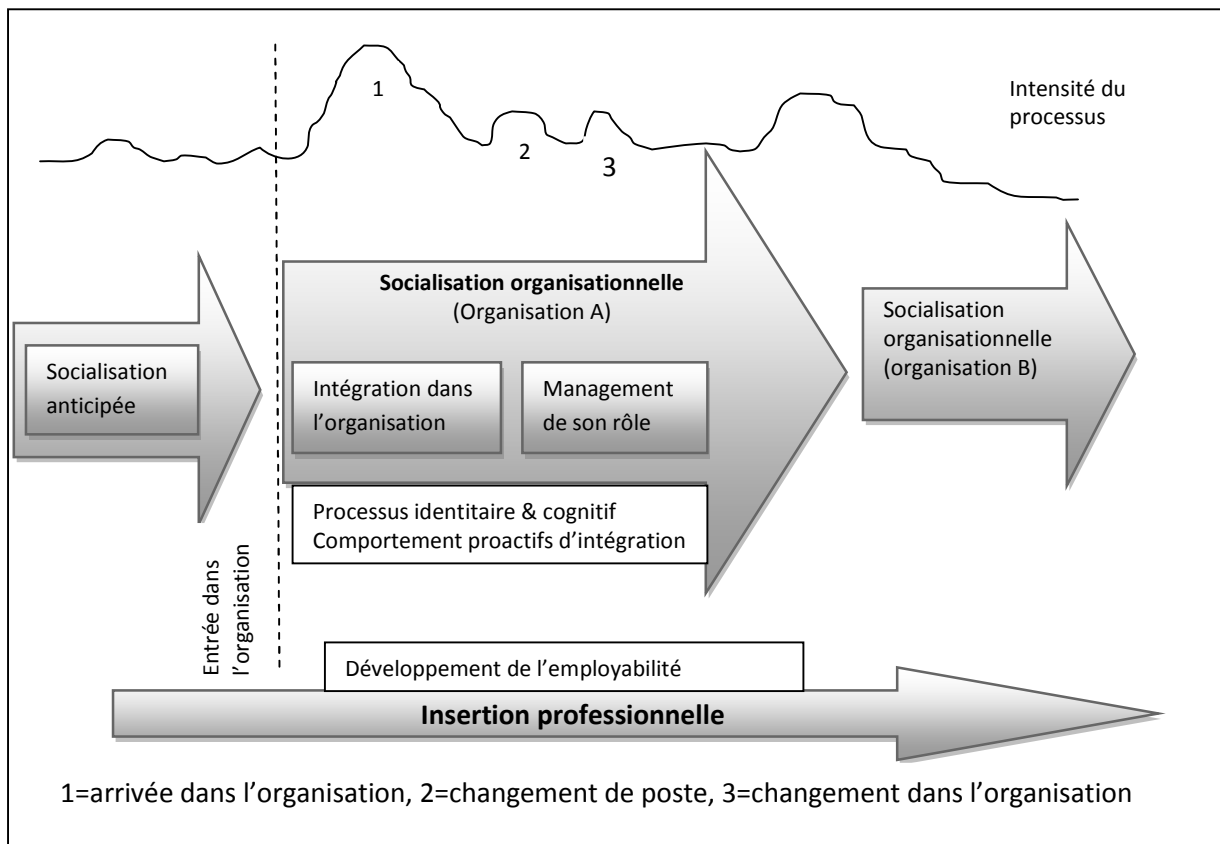 1
2
3
Intensité du
processus
Socialisation
anticipée
Entrée dans
l’organisation
Socialisation organisationnelle
(Organisation A)
Intégration dans
l’organisation
Management
de son rôle
Processus identitaire & cognitif
Comportement proactifs d’intégration
Socialisation
organisationnelle
(organisation B)
Développement de l’employabilité
Insertion professionnelle
1=arrivée dans l’organisation, 2=changement de poste, 3=changement dans l’organisation